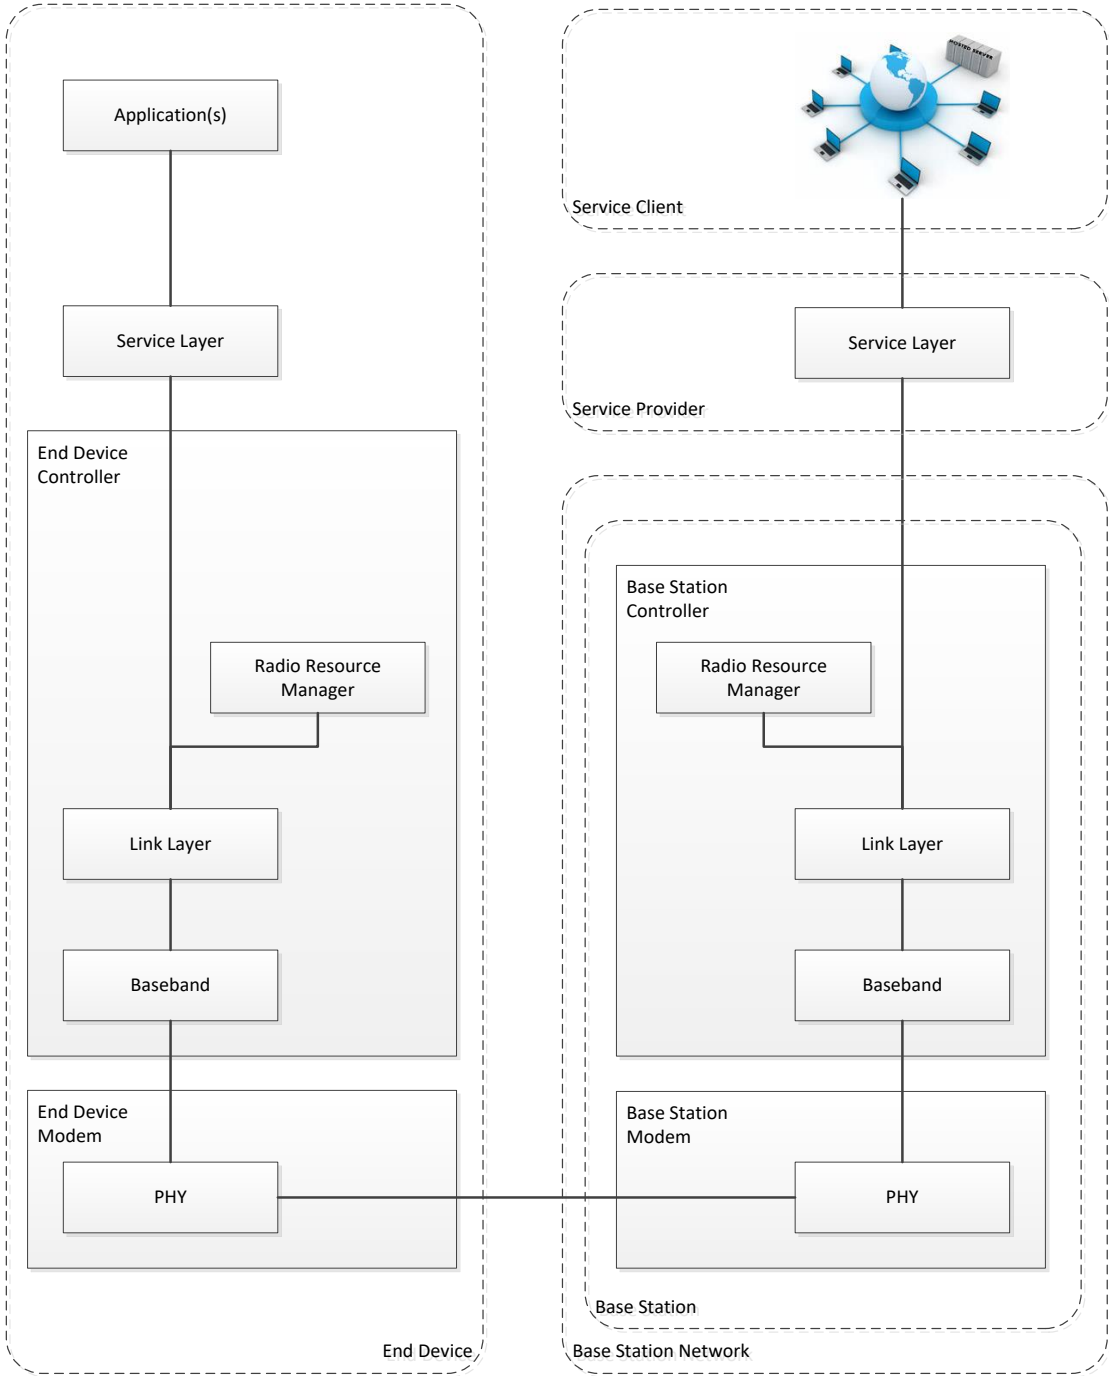 Application(s)
Service Layer
End Device
Controller
Radio Resource
Manager
Link Layer
Baseband
End Device
Modem
PHY
End Device
HOSTED SERVER
Service Client
Service Layer
Service Provider
Base Station
Controller
Radio Resource
Manager
Link Layer
Baseband
Base Station
Modem
PHY
Base Station
Base Station Network